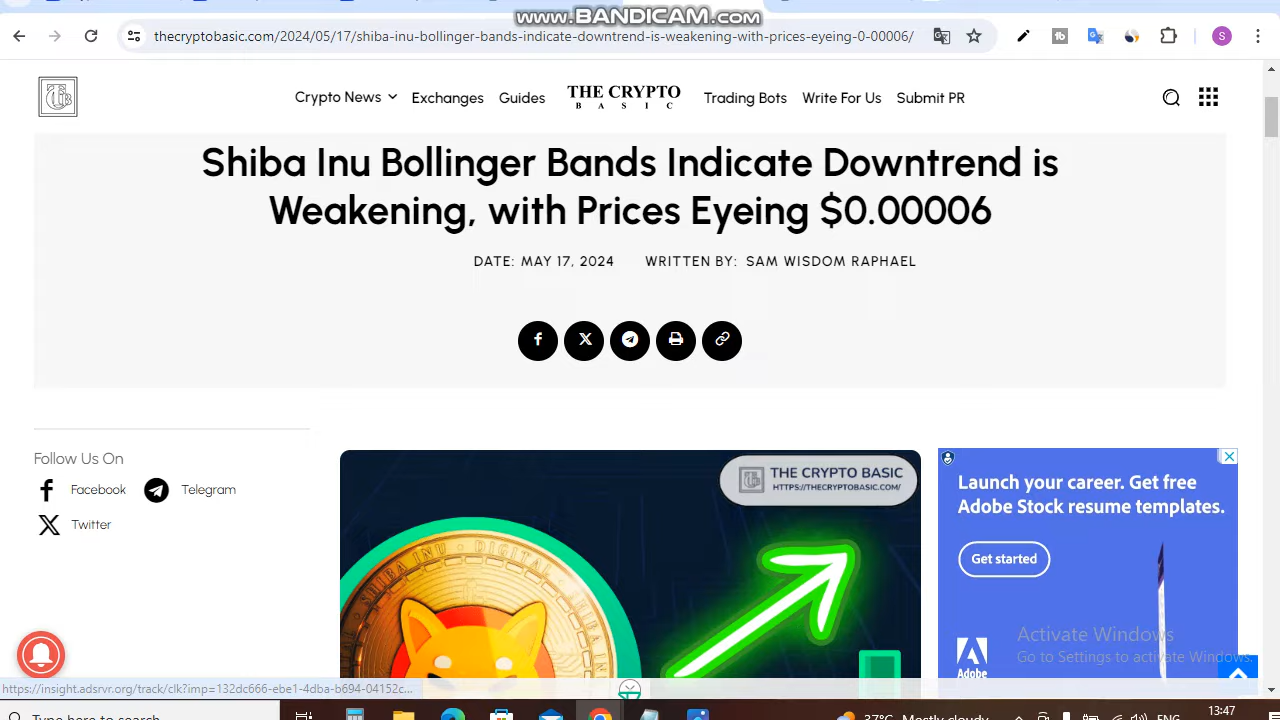 www.BANDICAM.com
thecryptobasic.com/2024/05/17/shiba-inu-bollinger-bands-indicate-downtrend-is-weakening-with-prices-eyeing-0-00006/
S
Crypto News
Exchanges
Guides
THE CRYPTO
BASIC
Trading Bots
Write For Us
Submit PR
Shiba Inu Bollinger Bands Indicate Downtrend is
Weakening, with Prices Eyeing $0.00006
DATE: MAY 17, 2024
WRITTEN BY: SAM WISDOM RAPHAEL
Follow Us On
Facebook
Telegram
Twitter
THE CRYPTO BASIC
HTTPS://THECRYPTOBASIC.COM/
SHIBA INU - DIGITAL
Launch your career. Get free
Adobe Stock resume templates.
Get started
Adobe
Activate Windows
Go to Settings to activate Windows.
https://insight.adsrvr.org/track/clk?imp=132dc666-ebe1-4dba-b694-04152c...
Type here to search
37°C Mostly cloudy
ENG
13:47